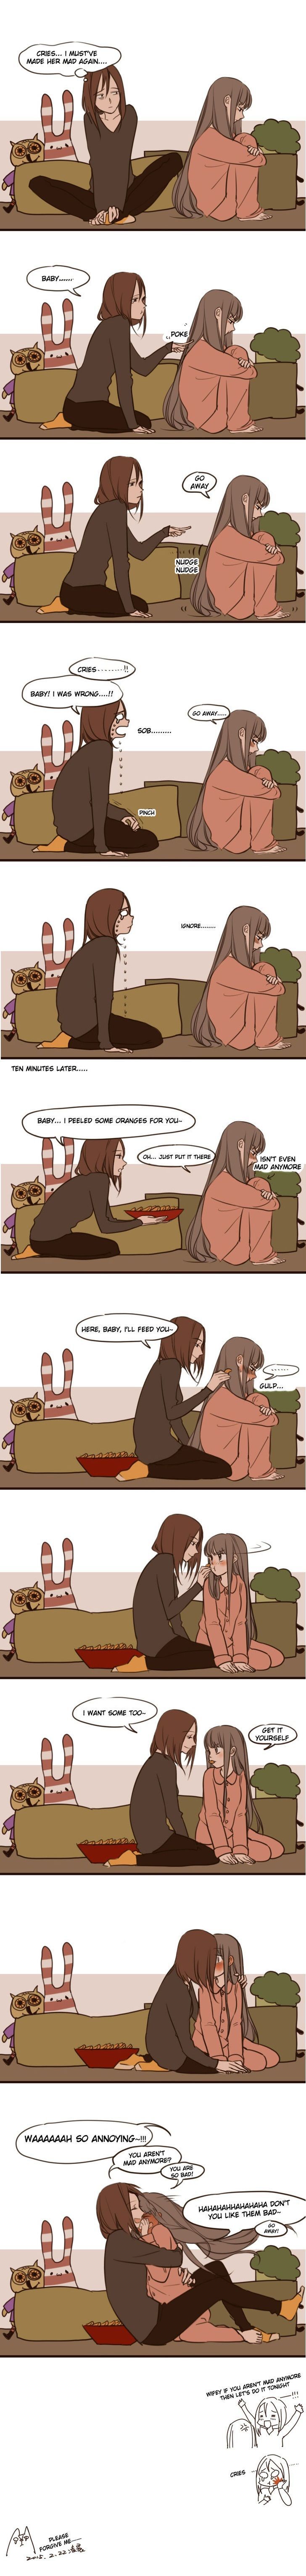 CRIES... I MUST'VE
MADE HER MAD AGAIN....
BABY......
POKE
GO
AWAY
NUDGE
NUDGE
CRIES.........!!
BABY! I WAS WRONG....!!
SOB.........
GO AWAY....
PINCH
IGNORE........
TEN MINUTES LATER.....
BABY... I PEELED SOME ORANGES FOR YOU~
OH... JUST PUT IT THERE
ISN'T EVEN
MAD ANYMORE
HERE, BABY, I'LL FEED YOU~
......
GULP...
I WANT SOME TOO~
GET IT
YOURSELF
WAAAAAAH SO ANNOYING~!!!
YOU AREN'T
MAD ANYMORE?
YOU ARE
SO BAD!
HAHAHAHHAHAHAHA DON'T
YOU LIKE THEM BAD~
GO
AWAY!
WIFEY IF YOU AREN'T MAD ANYMORE
THEN LET'S DO IT TONIGHT
CRIES
PLEASE
FORGIVE ME
2015. 2. 22